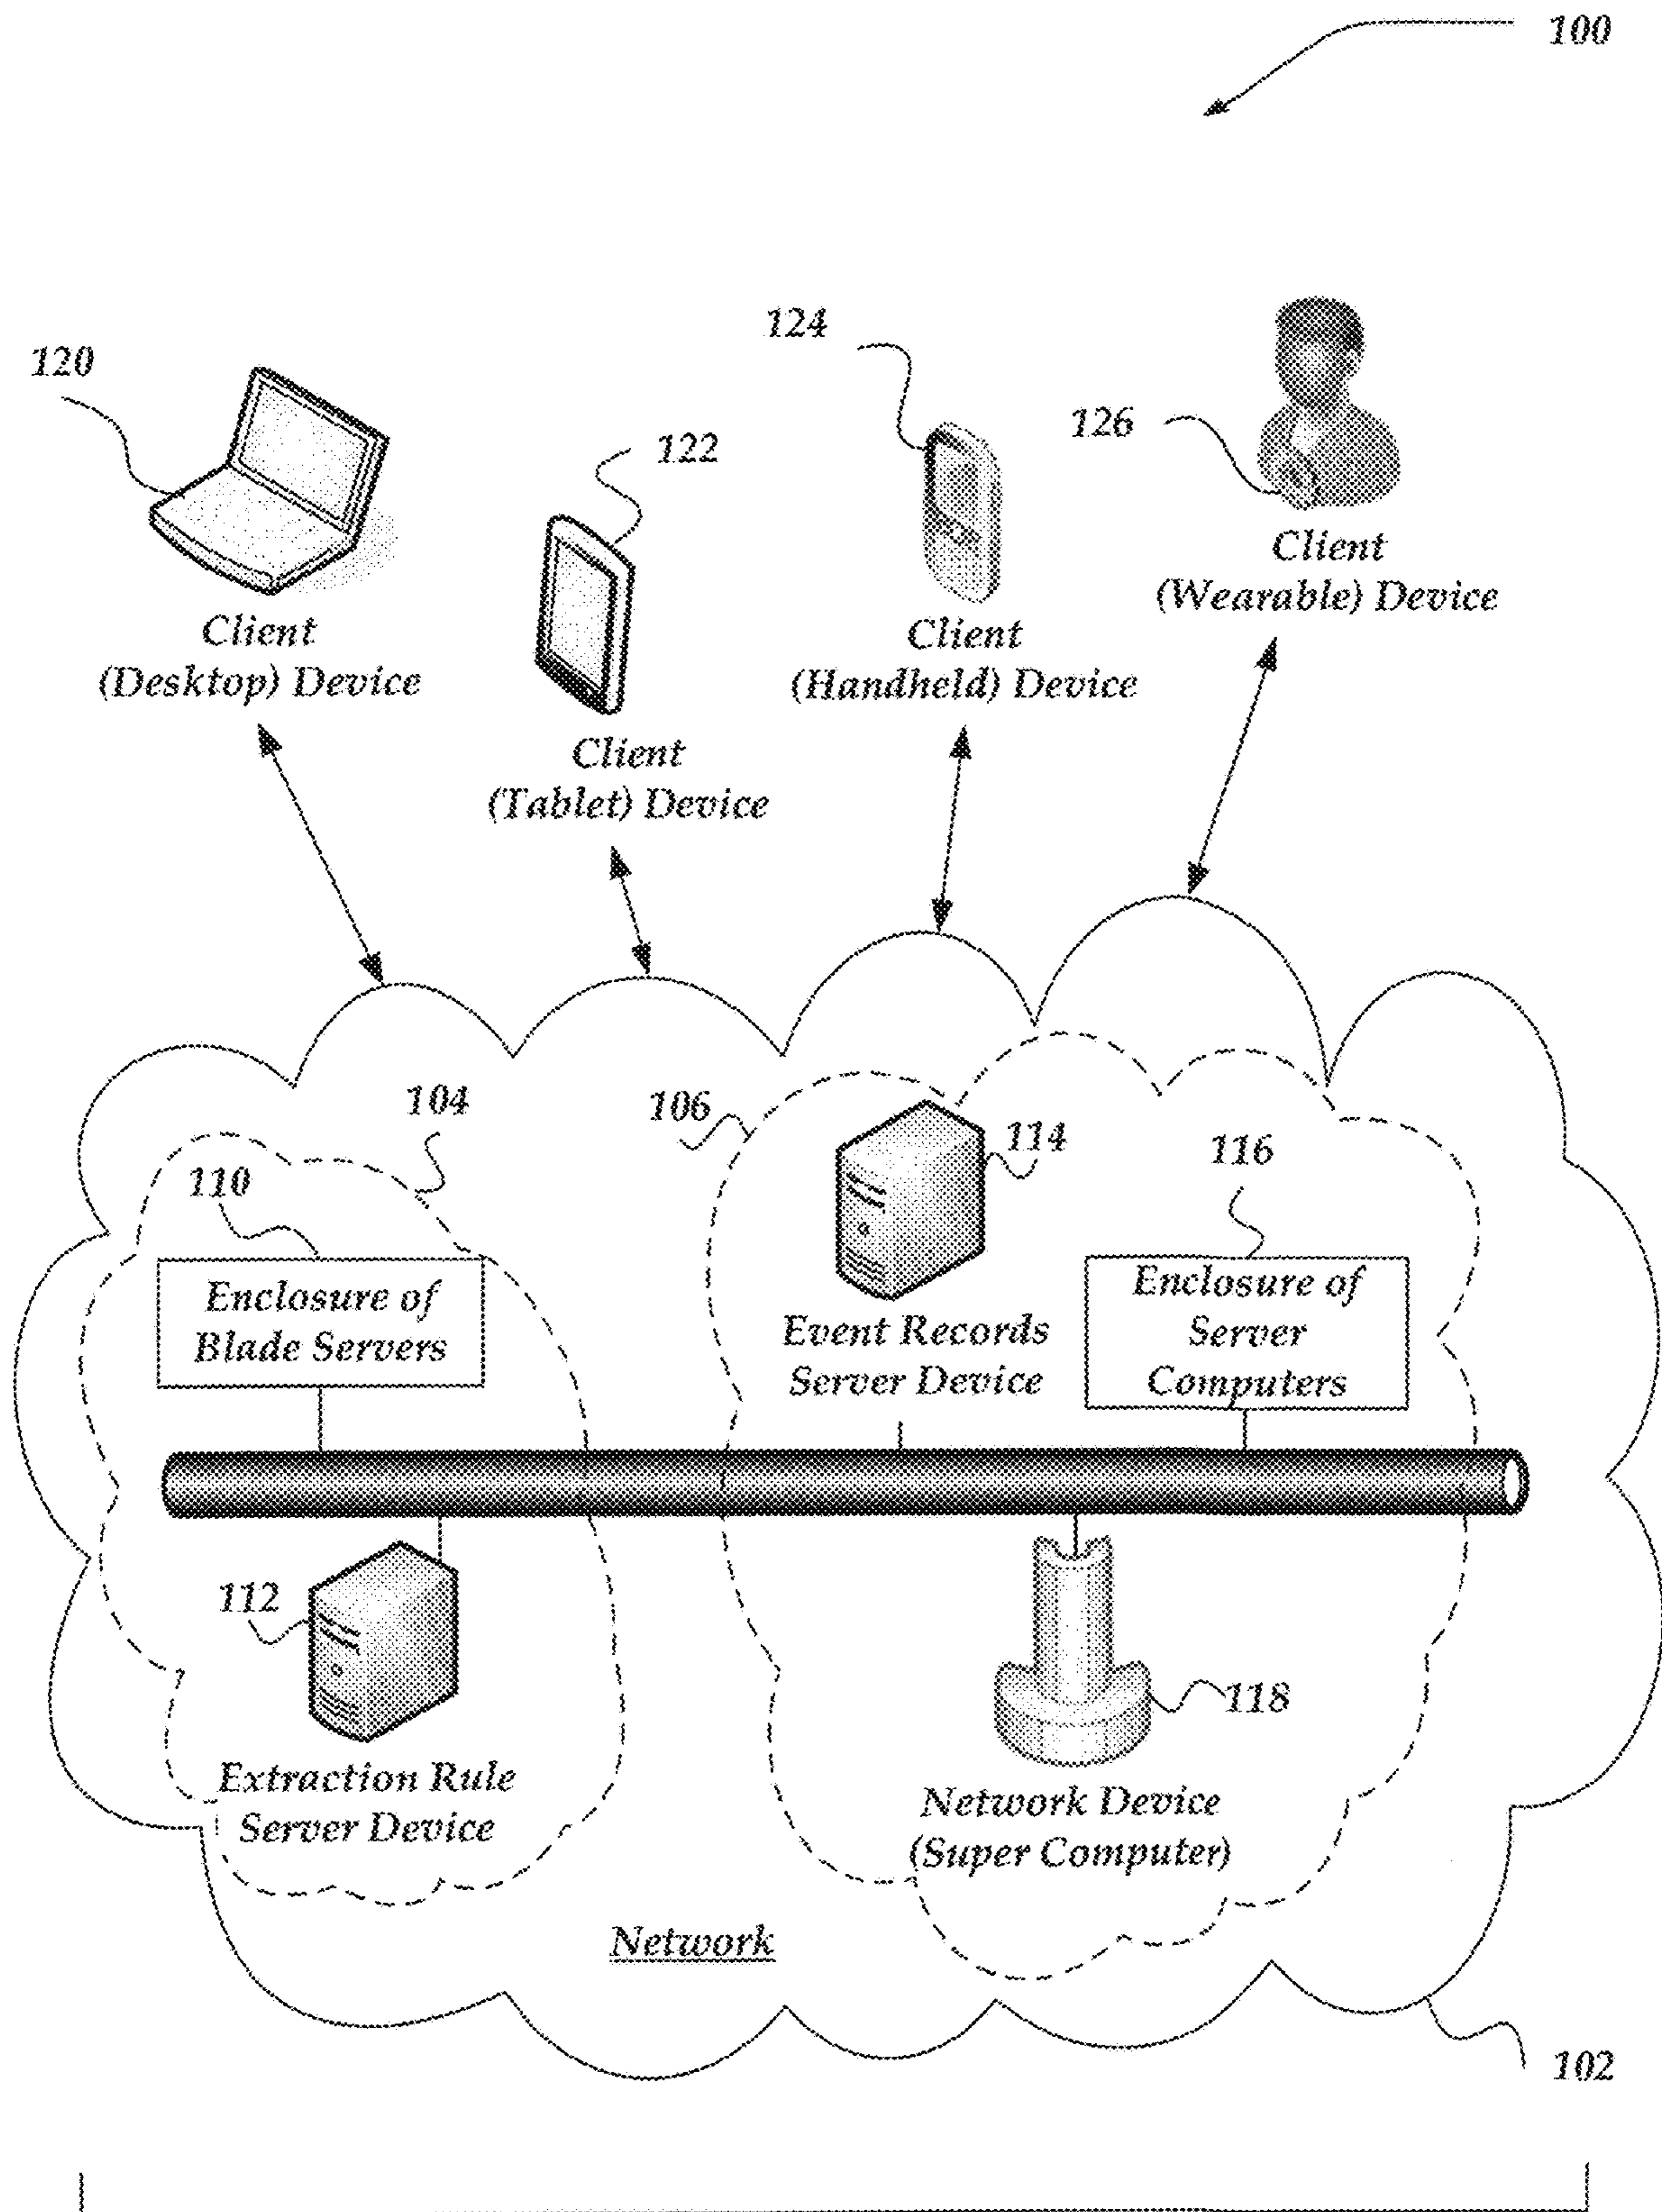 100
124
120
126
122
Client
(Wearable) Device
Client
(Desktop) Device
Client
(Handheld) Device
Client
(Tablet) Device
104
106
114
116
110
Enclosure of
Blade Servers
Event Records
Server Device
Enclosure of
Server
Computers
112
118
Extraction Rule
Server Device
Network Device
(Super Computer)
Network
102